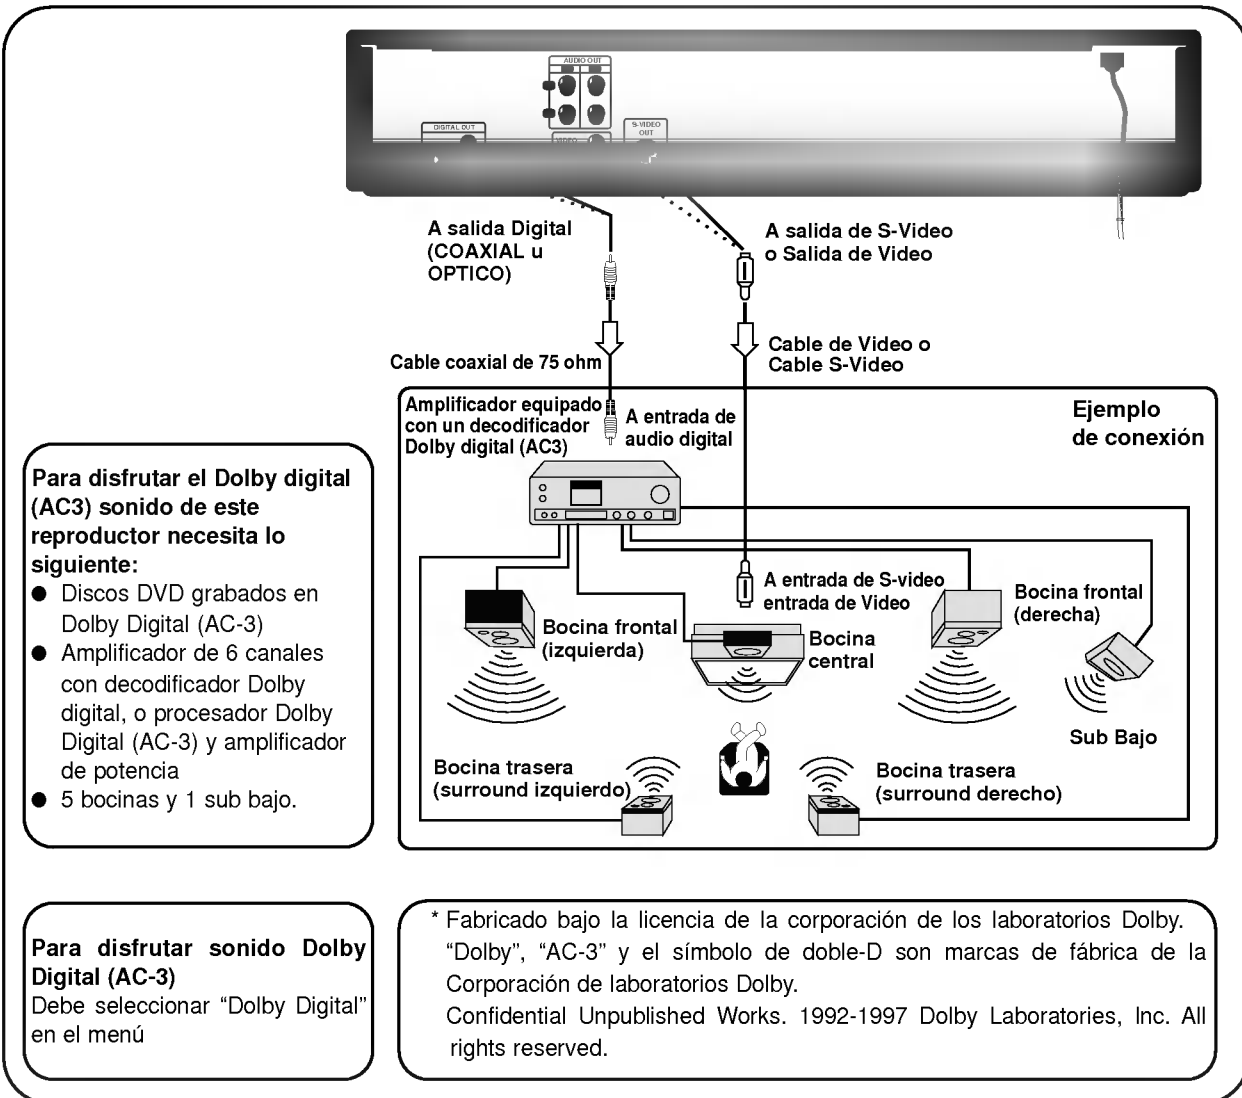 AUDIO OUT
DIGITAL OUT
VIDEO
S-VIDEO
OUT
A salida Digital
(COAXIAL u
OPTICO)
A salida de S-Video
o Salida de Video
Cable coaxial de 75 ohm
Cable de Video o
Cable S-Video
Amplificador equipado
con un decodificador
Dolby digital (AC3)
A entrada de
audio digital
Ejemplo
de conexión
A entrada de S-video
entrada de Video
Bocina frontal
(izquierda)
Bocina
central
Bocina frontal
(derecha)
Sub Bajo
Bocina trasera
(surround izquierdo)
Bocina trasera
(surround derecho)
Para disfrutar el Dolby digital
(AC3) sonido de este
reproductor necesita lo
siguiente:
● Discos DVD grabados en
Dolby Digital (AC-3)
● Amplificador de 6 canales
con decodificador Dolby
digital, o procesador Dolby
Digital (AC-3) y amplificador
de potencia
● 5 bocinas y 1 sub bajo.
Para disfrutar sonido Dolby
Digital (AC-3)
Debe seleccionar “Dolby Digital”
en el menú
* Fabricado bajo la licencia de la corporación de los laboratorios Dolby.
“Dolby”, “AC-3” y el símbolo de doble-D son marcas de fábrica de la
Corporación de laboratorios Dolby.
Confidential Unpublished Works. 1992-1997 Dolby Laboratories, Inc. All
rights reserved.